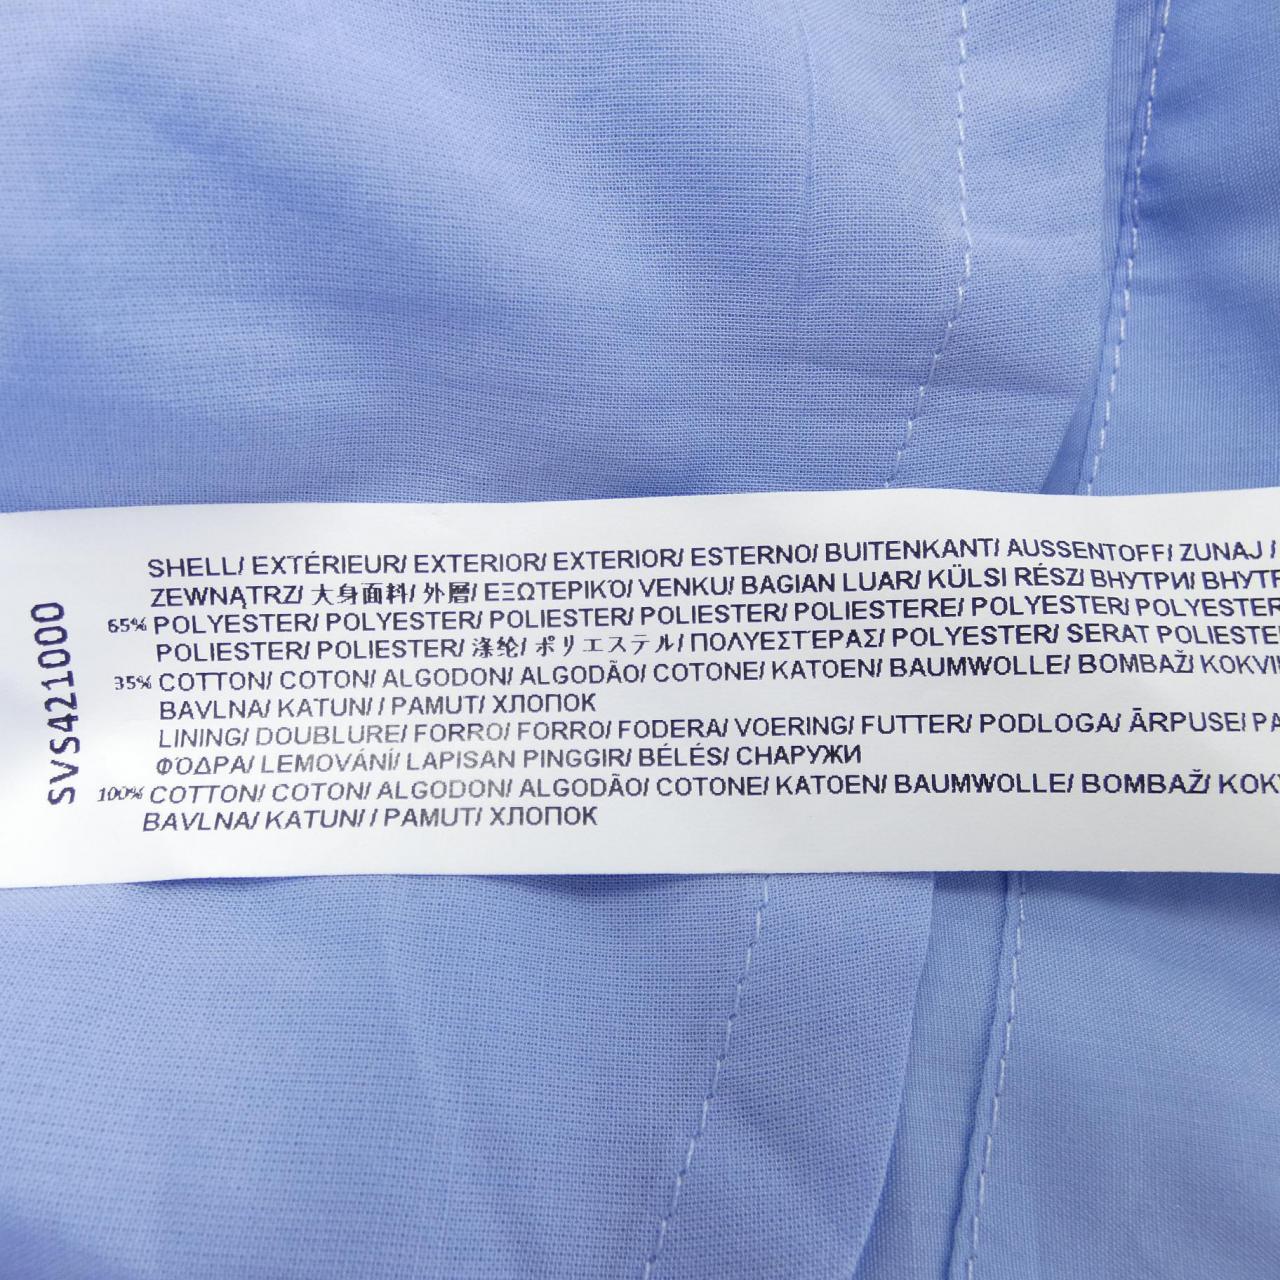 SVS421000
SHELL/ EXTÉRIEUR/ EXTERIOR/ EXTERIOR/ ESTERNO/ BUITENKANT/ AUSSENTOFF/ ZUNAJ /
ZEWNĄTRZ/ 大身面料/ 外層/ ΕΞΩΤΕΡΙΚΌ/ VENKU/ BAGIAN LUAR/ KÜLSI RÉSZ/ ВНУТРИ/
65% POLYESTER/ POLYESTER/ POLIESTER/ POLIESTER/ POLIESTERE/ POLYESTER/ POLYESTER
POLIESTER/ POLIESTER/ 涤纶/ ポリエステル/ ΠΟΛΥΕΣΤΈΡΑΣ/ POLYESTER/ SERAT POLIESTE
35% COTTON/ COTON/ ALGODON/ ALGODÃO/ COTONE/ KATOEN/ BAUMWOLLE/ BOMBAŽ/
BAVLNA/ KATUN/ / PAMUT/ ХЛОПОК
LINING/ DOUBLURE/ FORRO/ FORRO/ FODERA/ VOERING/ FUTTER/ PODLOGA/ ĀRPUSE/
ΦΌΔΡΑ/ LEMOVÁNÍ/ LAPISAN PINGGIR/ BÉLÉS/ СНАРУЖИ
100% COTTON/ COTON/ ALGODON/ ALGODÃO/ COTONE/ KATOEN/ BAUMWOLLE/ BOMBAŽ/ KOK
BAVLNA/ KATUN/ / PAMUT/ ХЛОПОК